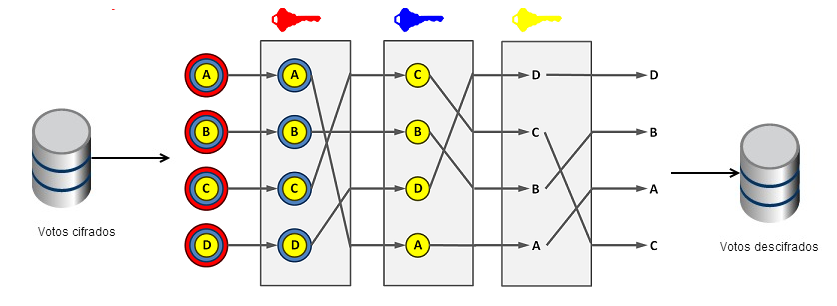 A A C D D
B B B C B
C C D B A
D D A A C
Votos cifrados
Votos descifrados